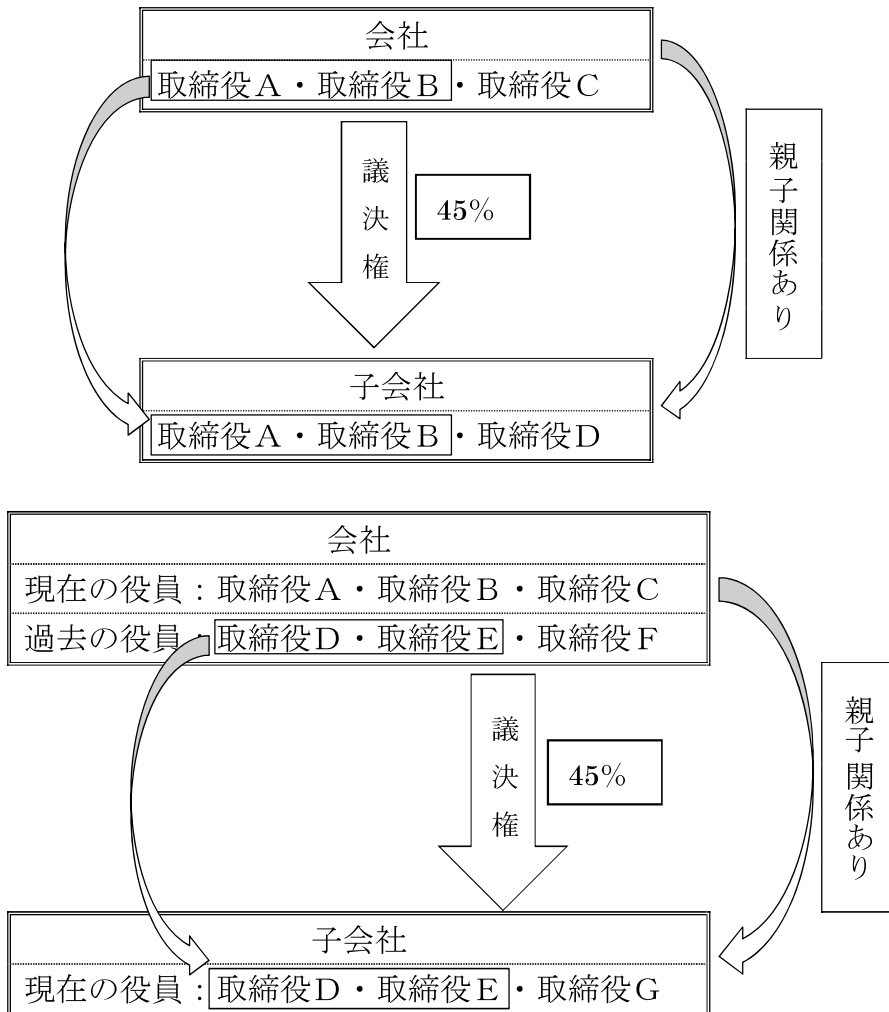 会社
取締役A・取締役B・取締役C
議決権
45%
親子関係あり
子会社
取締役A・取締役B・取締役D
会社
現在の役員:取締役A・取締役B・取締役C
過去の役員:取締役D・取締役E・取締役F
議決権
45%
親子関係あり
子会社
現在の役員:取締役D・取締役E・取締役G